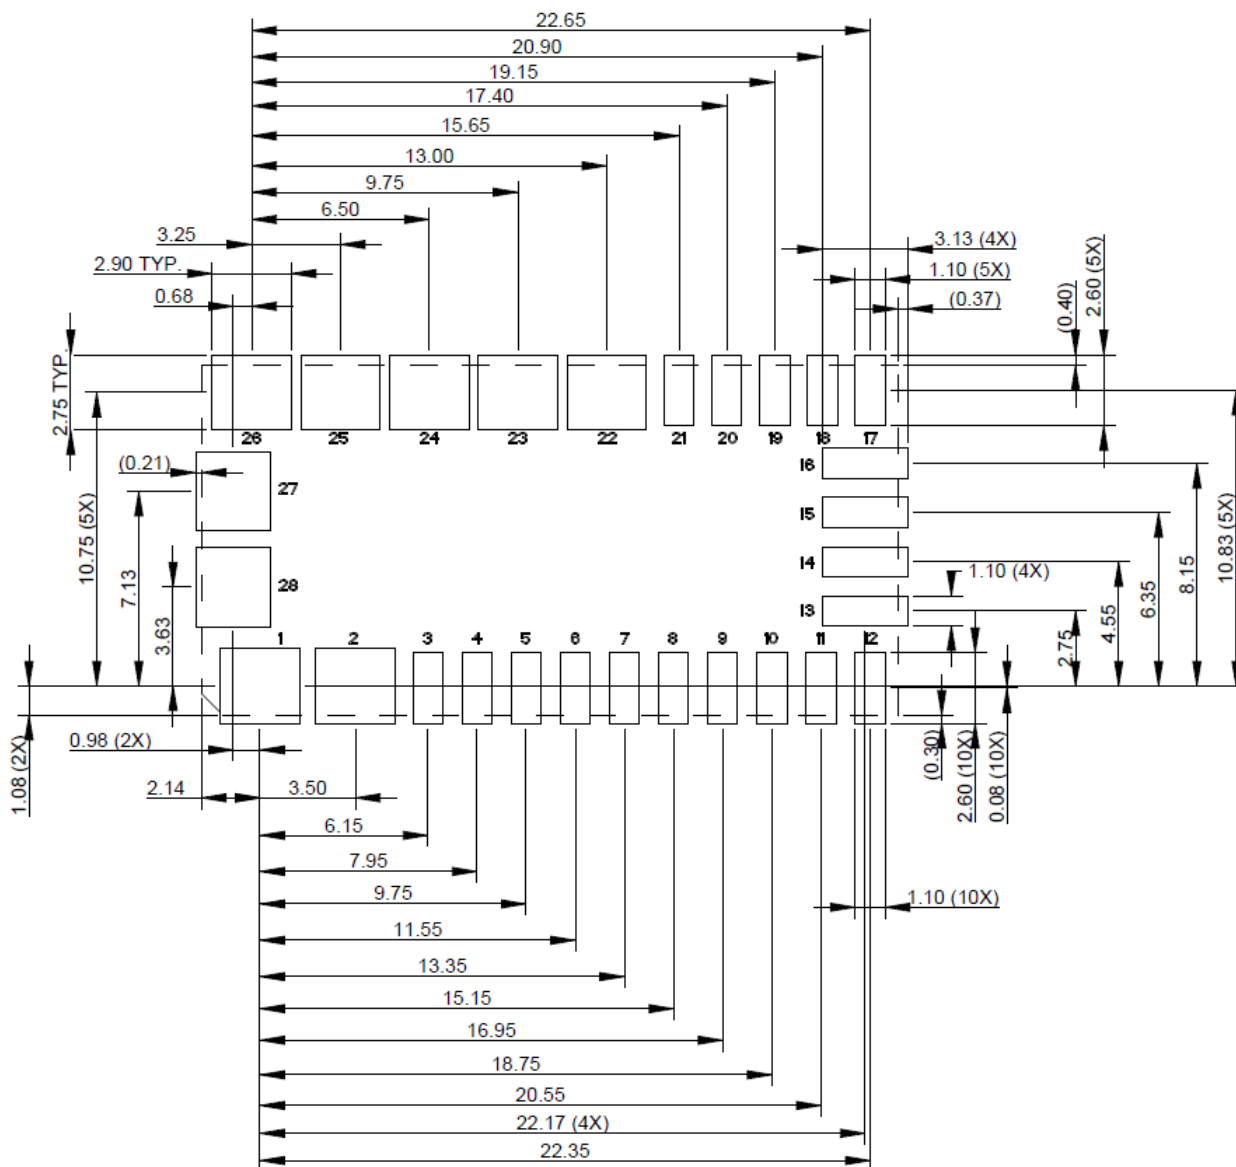 22.65
20.90
19.15
17.40
15.65
13.00
9.75
6.50
3.25
3.13 (4X)
2.90 TYP.
1.10 (5X)
0.68
(0.37)
(0.40)
2.60 (5X)
2.75 TYP.
26 25 24 23 22 21 20 19 18 17
(0.21)
16
27
15
10.75 (5X)
7.13
3.63
14
28
1.10 (4X)
13
2.75
4.55
6.35
8.15
10.83 (5X)
1 2 3 4 5 6 7 8 9 10 11 12
1.08 (2X)
0.98 (2X)
(0.30)
2.60 (10X)
0.08 (10X)
2.14
3.50
6.15
7.95
9.75
1.10 (10X)
11.55
13.35
15.15
16.95
18.75
20.55
22.17 (4X)
22.35